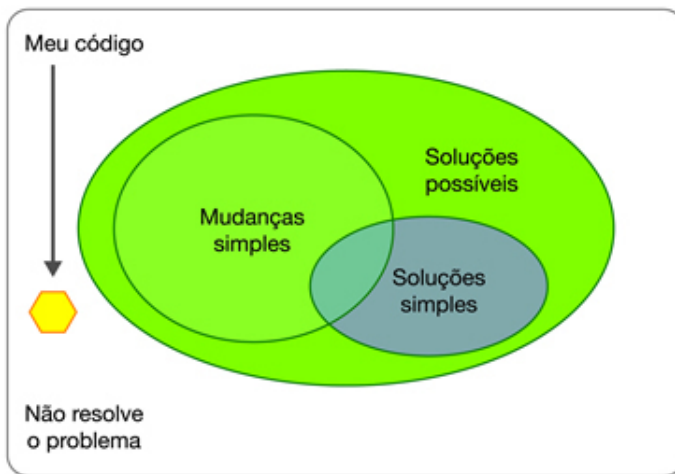 Meu código
Soluções
possíveis
Mudanças
simples
Soluções
simples
Não resolve
o problema